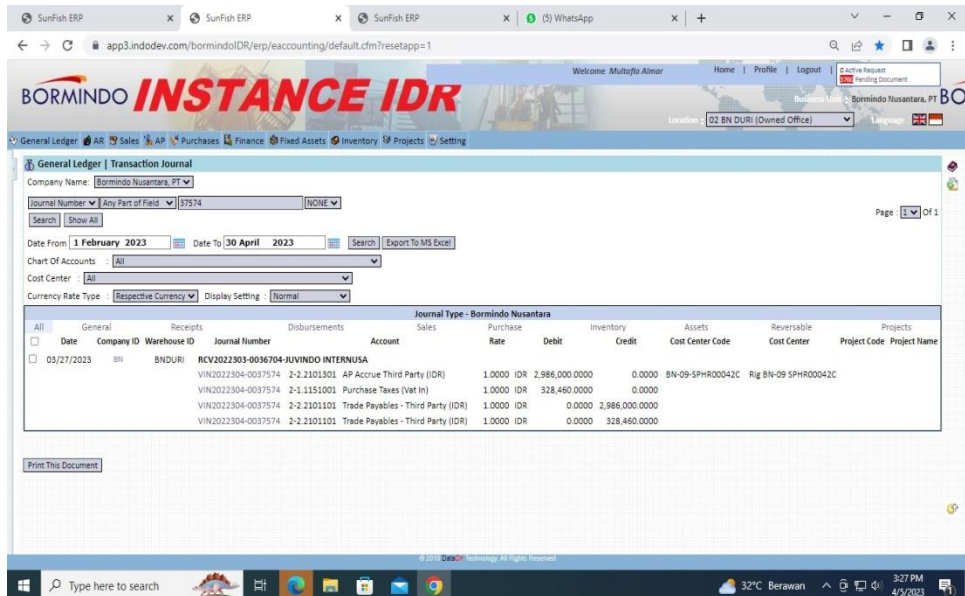 SunFish ERP
SunFish ERP
SunFish ERP
(5) WhatsApp
app3.indodev.com/bormindoIDR/erp/eaccounting/default.cfm?resetapp=1
BORMINDO INSTANCE IDR
Welcome Multafia Almar
Home | Profile | Logout |
0 Active Request
3760 Pending Document
Business Unit : Bormindo Nusantara, PT BO
Location : 02 BN DURI (Owned Office)
Language :
General Ledger AR Sales AP Purchases Finance Fixed Assets Inventory Projects Setting
General Ledger | Transaction Journal
Company Name: Bormindo Nusantara, PT
Journal Number Any Part of Field 37574 NONE
Search Show All
Page : 1 Of 1
Date From 1 February 2023 Date To 30 April 2023 Search Export To MS Excel
Chart Of Accounts : All
Cost Center : All
Currency Rate Type : Respective Currency Display Setting : Normal
Journal Type - Bormindo Nusantara
All General Receipts Disbursements Sales Purchase Inventory Assets Reversable Projects
Date Company ID Warehouse ID Journal Number Account Rate Debit Credit Cost Center Code Cost Center Project Code Project Name
03/27/2023 BN BNDURI RCV2022303-0036704-JUVINDO INTERNUSA
VIN2022304-0037574 2-2.2101301 AP Accrue Third Party (IDR) 1.0000 IDR 2,986,000.0000 0.0000 BN-09-SPHR00042C Rig BN-09 SPHR00042C
VIN2022304-0037574 2-1.1151001 Purchase Taxes (Vat In) 1.0000 IDR 328,460.0000 0.0000
VIN2022304-0037574 2-2.2101101 Trade Payables - Third Party (IDR) 1.0000 IDR 0.0000 2,986,000.0000
VIN2022304-0037574 2-2.2101101 Trade Payables - Third Party (IDR) 1.0000 IDR 0.0000 328,460.0000
Print This Document
© 2010 DataOn Technology. All Rights Reserved
Type here to search
32°C Berawan
3:27 PM
4/5/2023